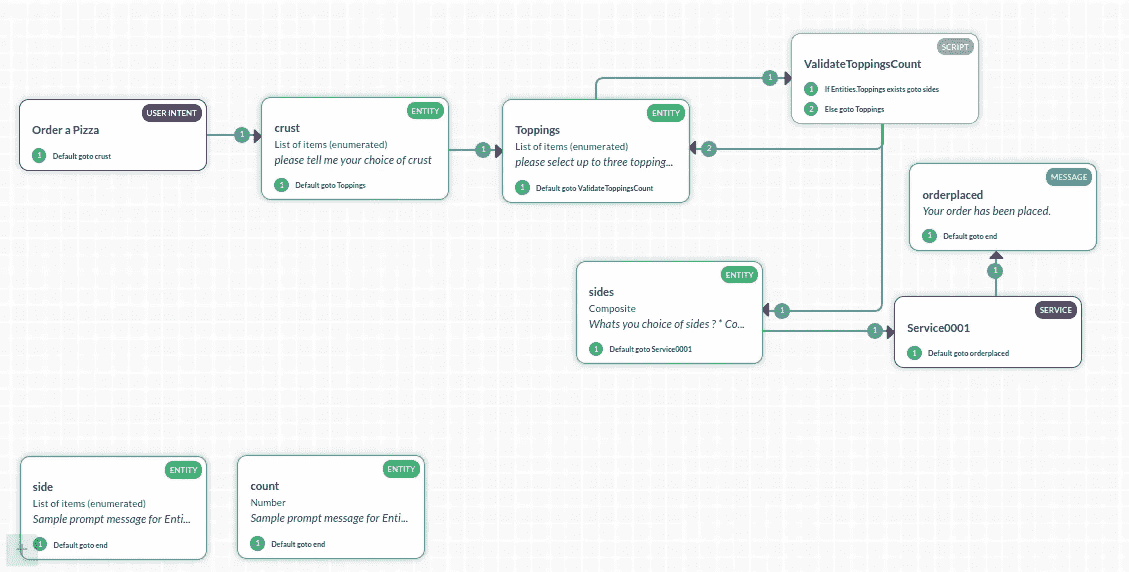 USER INTENT
Order a Pizza
1 Default goto crust
1
ENTITY
crust
List of items (enumerated)
please tell me your choice of crust
1 Default goto Toppings
1
ENTITY
Toppings
List of items (enumerated)
please select up to three topping...
1 Default goto ValidateToppingsCount
1
SCRIPT
ValidateToppingsCount
1 If Entities.Toppings exists goto sides
2 Else goto Toppings
2
MESSAGE
orderplaced
Your order has been placed.
1 Default goto end
1
ENTITY
sides
Composite
Whats you choice of sides ? * Co...
1 Default goto Service0001
1
1
SERVICE
Service0001
1 Default goto orderplaced
ENTITY
side
List of items (enumerated)
Sample prompt message for Enti...
1 Default goto end
ENTITY
count
Number
Sample prompt message for Enti...
1 Default goto end